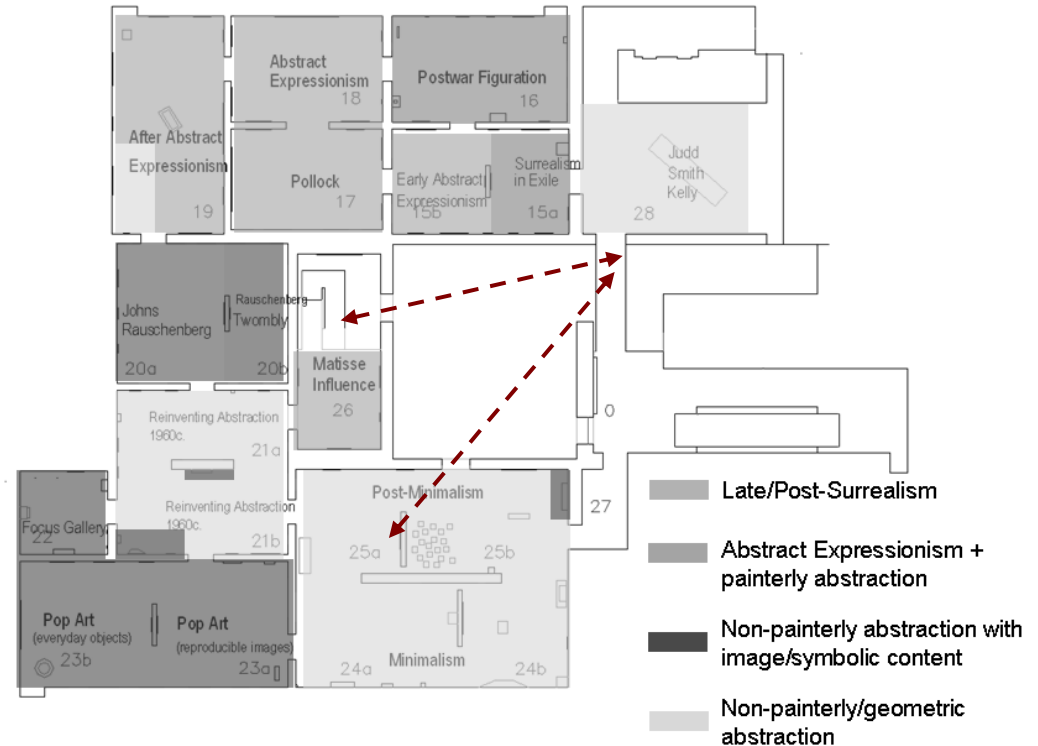 Abstract
Expressionism
18
Postwar Figuration
16
After Abstract
Expressionism
19
Pollock
17
Early Abstract
Expressionism
15b
Surrealism
in Exile
15a
Judd
Smith
Kelly
28
Johns
Rauschenberg
20a
Rauschenberg
Twombly
20b
Matisse
Influence
26
Reinventing Abstraction
1960c.
21a
Reinventing Abstraction
1960c.
21b
Focus Gallery
22
Post-Minimalism
25a
25b
27
Pop Art
(everyday objects)
23b
Pop Art
(reproducible images)
23a
Minimalism
24a
24b
Late/Post-Surrealism
Abstract Expressionism +
painterly abstraction
Non-painterly abstraction with
image/symbolic content
Non-painterly/geometric
abstraction